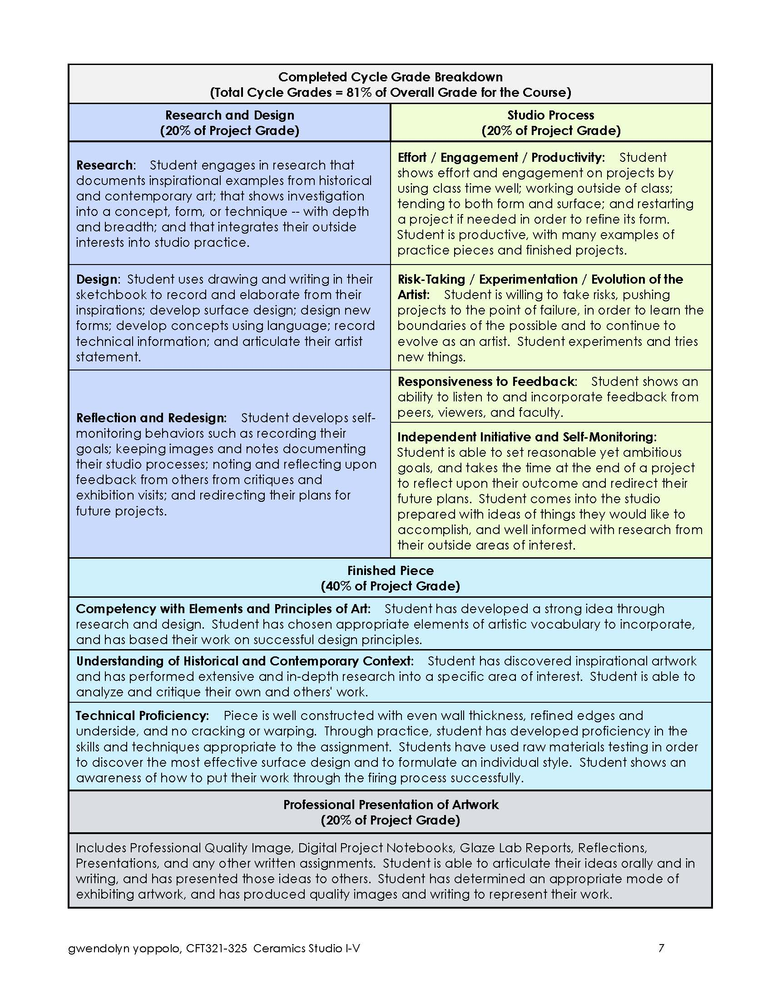 Completed Cycle Grade Breakdown
(Total Cycle Grades = 81% of Overall Grade for the Course)
Research and Design
(20% of Project Grade)
Studio Process
(20% of Project Grade)
Research:    Student engages in research that
documents inspirational examples from historical
and contemporary art; that shows investigation
into a concept, form, or technique -- with depth
and breadth; and that integrates their outside
interests into studio practice.
Effort / Engagement / Productivity:    Student
shows effort and engagement on projects by
using class time well; working outside of class;
tending to both form and surface; and restarting
a project if needed in order to refine its form.
Student is productive, with many examples of
practice pieces and finished projects.
Design:  Student uses drawing and writing in their
sketchbook to record and elaborate from their
inspirations; develop surface design; design new
forms; develop concepts using language; record
technical information; and articulate their artist
statement.
Risk-Taking / Experimentation / Evolution of the
Artist:    Student is willing to take risks, pushing
projects to the point of failure, in order to learn the
boundaries of the possible and to continue to
evolve as an artist.  Student experiments and tries
new things.
Reflection and Redesign:    Student develops self-
monitoring behaviors such as recording their
goals; keeping images and notes documenting
their studio processes; noting and reflecting upon
feedback from others from critiques and
exhibition visits; and redirecting their plans for
future projects.
Responsiveness to Feedback:    Student shows an
ability to listen to and incorporate feedback from
peers, viewers, and faculty.
Independent Initiative and Self-Monitoring:
Student is able to set reasonable yet ambitious
goals, and takes the time at the end of a project
to reflect upon their outcome and redirect their
future plans.  Student comes into the studio
prepared with ideas of things they would like to
accomplish, and well informed with research from
their outside areas of interest.
Finished Piece
(40% of Project Grade)
Competency with Elements and Principles of Art:    Student has developed a strong idea through
research and design.  Student has chosen appropriate elements of artistic vocabulary to incorporate,
and has based their work on successful design principles.
Understanding of Historical and Contemporary Context:    Student has discovered inspirational artwork
and has performed extensive and in-depth research into a specific area of interest.  Student is able to
analyze and critique their own and others' work.
Technical Proficiency:    Piece is well constructed with even wall thickness, refined edges and
underside, and no cracking or warping.  Through practice, student has developed proficiency in the
skills and techniques appropriate to the assignment.  Students have used raw materials testing in order
to discover the most effective surface design and to formulate an individual style.  Student shows an
awareness of how to put their work through the firing process successfully.
Professional Presentation of Artwork
(20% of Project Grade)
Includes Professional Quality Image, Digital Project Notebooks, Glaze Lab Reports, Reflections,
Presentations, and any other written assignments.  Student is able to articulate their ideas orally and in
writing, and has presented those ideas to others.  Student has determined an appropriate mode of
exhibiting artwork, and has produced quality images and writing to represent their work.
gwendolyn yoppolo, CFT321-325  Ceramics Studio I-V    7